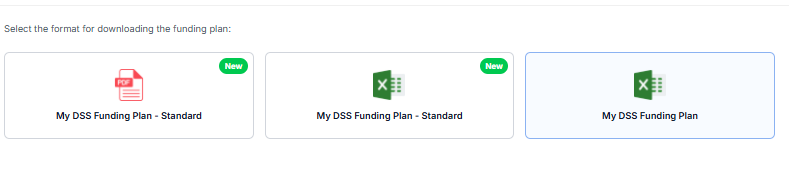 Select the format for downloading the funding plan:
New
PDF
My DSS Funding Plan - Standard
New
X
My DSS Funding Plan - Standard
X
My DSS Funding Plan